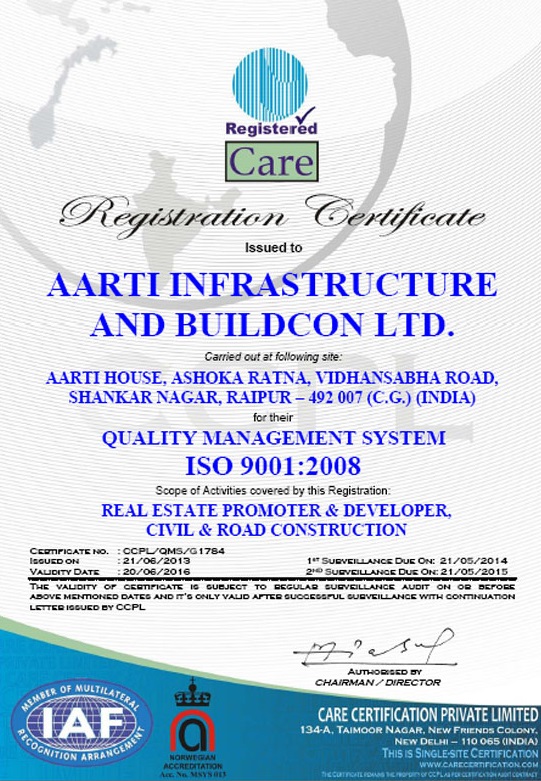 Registered
Care
Registration Certificate
Issued to
AARTI INFRASTRUCTURE
AND BUILDCON LTD.
Carried out at following site:
AARTI HOUSE, ASHOKA RATNA, VIDHANSABHA ROAD,
SHANKAR NAGAR, RAIPUR – 492 007 (C.G.) (INDIA)
for their
QUALITY MANAGEMENT SYSTEM
ISO 9001:2008
Scope of Activities covered by this Registration:
REAL ESTATE PROMOTER & DEVELOPER,
CIVIL & ROAD CONSTRUCTION
CERTIFICATE NO. : CCPL/QMS/G1784
ISSUED ON : 21/06/2013 1ST SURVEILLANCE DUE ON: 21/05/2014
VALIDITY DATE : 20/06/2016 2ND SURVEILLANCE DUE ON: 21/05/2015
THE VALIDITY OF CERTIFICATE IS SUBJECT TO REGULAR SURVEILLANCE AUDIT ON OR BEFORE
ABOVE MENTIONED DATES AND IT'S ONLY VALID AFTER SUCCESSFUL SURVEILLANCE WITH CONTINUATION
LETTER ISSUED BY CCPL
AUTHORISED BY
CHAIRMAN / DIRECTOR
MEMBER OF MULTILATERAL
IAF
RECOGNITION ARRANGEMENT
na
NORWEGIAN
ACCREDITATION
Acc. No. MSYS 013
CARE CERTIFICATION PRIVATE LIMITED
134-A, TAIMOOR NAGAR, NEW FRIENDS COLONY,
NEW DELHI – 110 065 (INDIA)
THIS IS SINGLE-SITE CERTIFICATION
WWW.CARECERTIFICATION.COM
THE CERTIFICATE REMAINS THE PROPERTY OF CCPL AS PER CERTIFICATION AUDIT CONTRACT